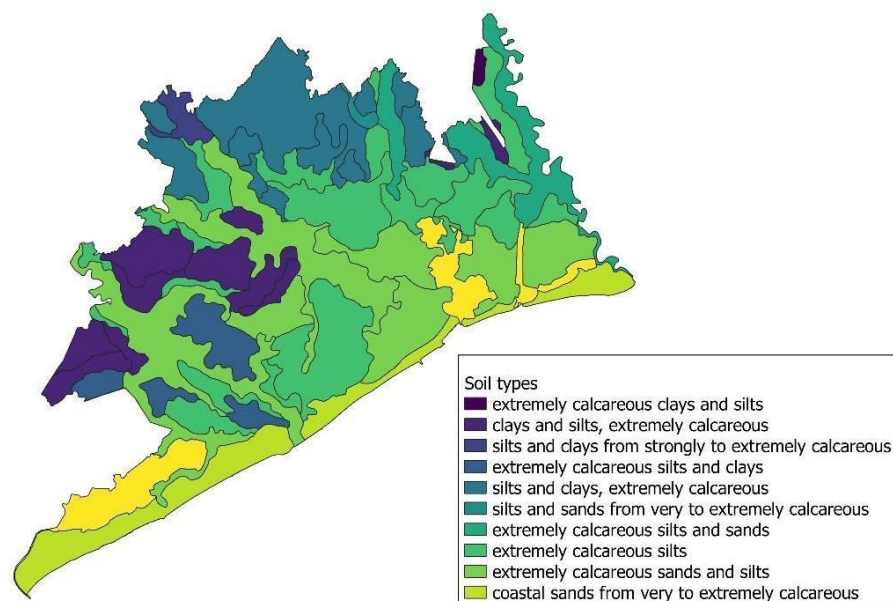 Soil types
extremely calcareous clays and silts
clays and silts, extremely calcareous
silts and clays from strongly to extremely calcareous
extremely calcareous silts and clays
silts and clays, extremely calcareous
silts and sands from very to extremely calcareous
extremely calcareous silts and sands
extremely calcareous silts
extremely calcareous sands and silts
coastal sands from very to extremely calcareous